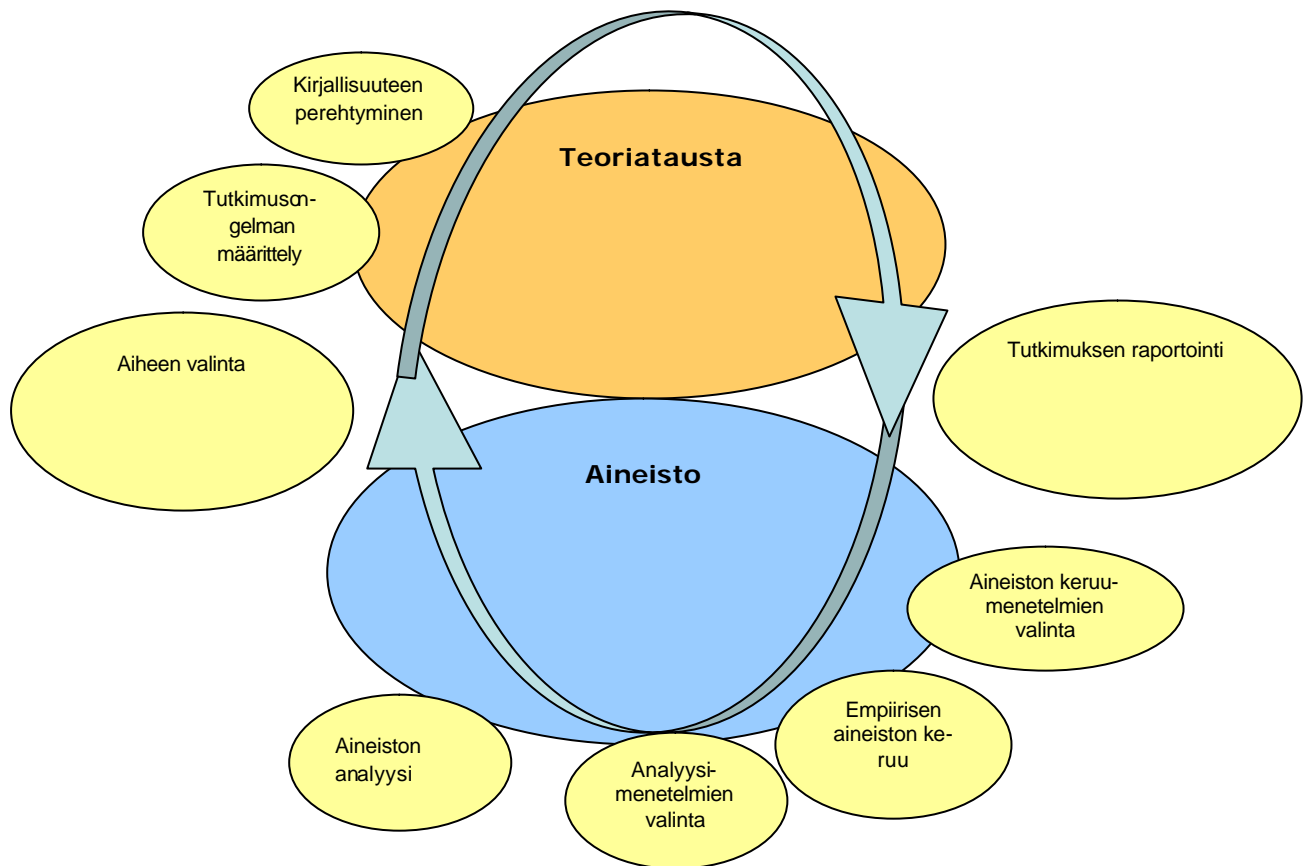 Kirjallisuuteen
perehtyminen
Teoriatausta
Tutkimuson-
gelman
määrittely
Aiheen valinta
Tutkimuksen raportointi
Aineisto
Aineiston keruu-
menetelmien
valinta
Empiirisen
aineiston ke-
ruu
Aineiston
analyysi
Analyysi-
menetelmien
valinta